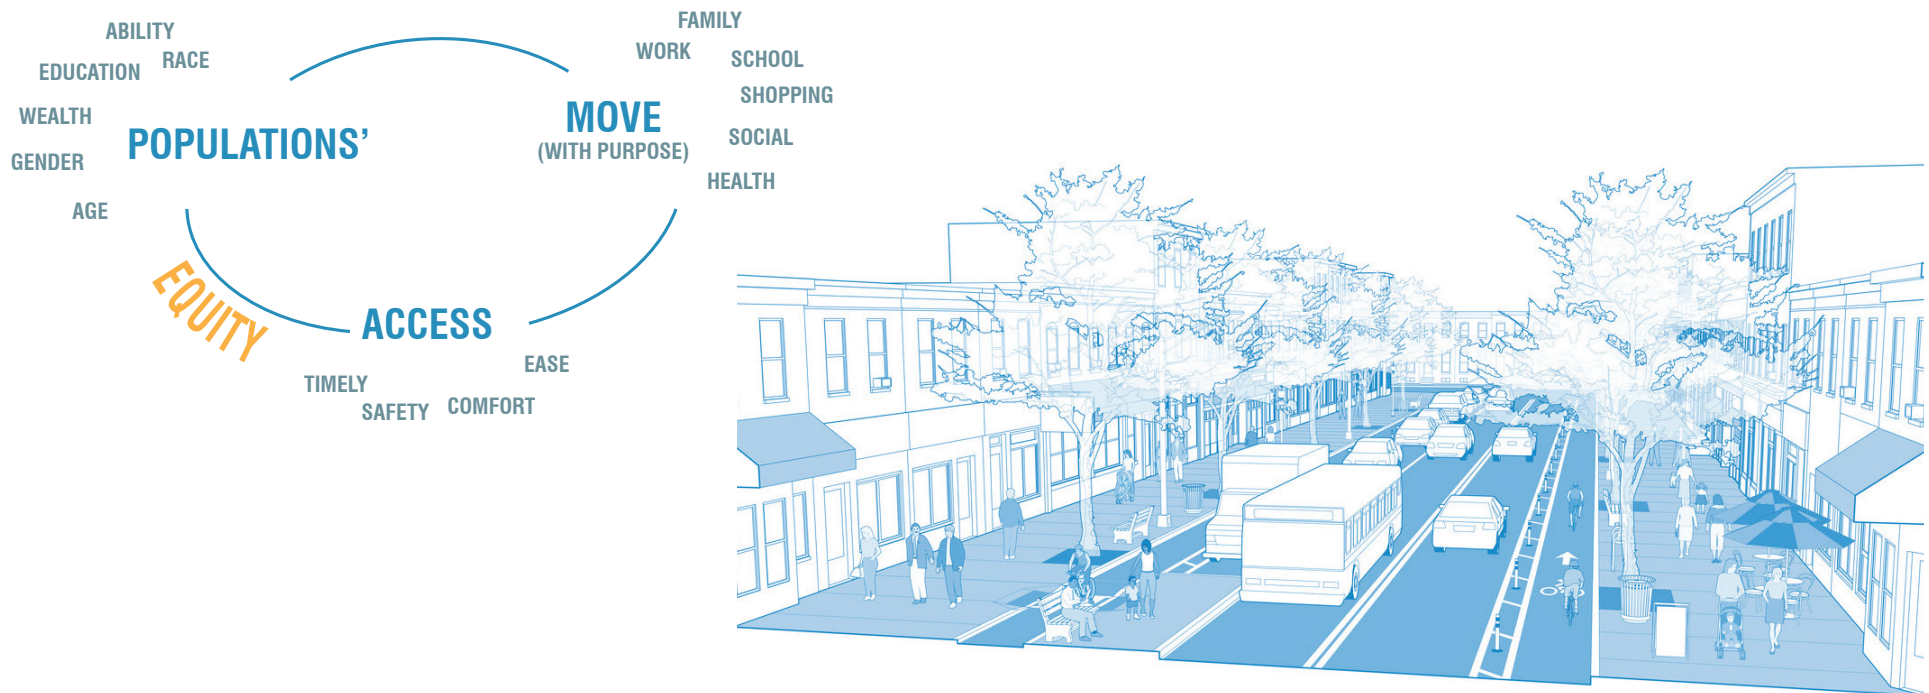 ABILITY
RACE
EDUCATION
WEALTH
GENDER
AGE
POPULATIONS’
FAMILY
WORK
SCHOOL
SHOPPING
SOCIAL
HEALTH
MOVE
(WITH PURPOSE)
EQUITY
ACCESS
EASE
TIMELY
SAFETY
COMFORT